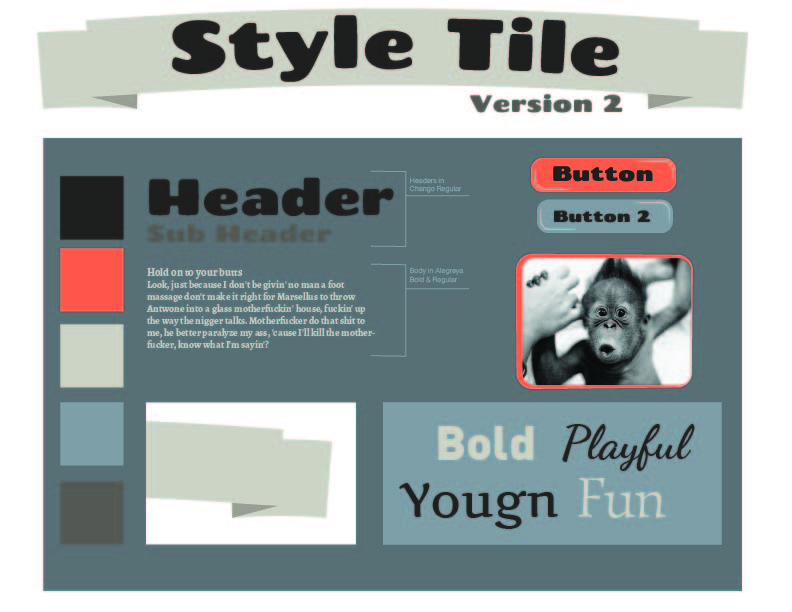 Style Tile
Version 2
Header
Sub Header
Headers in
Chango Regular
Button
Button 2
Hold on to your butts
Look, just because I don't be givin' no man a foot
massage don't make it right for Marsellus to throw
Antwone into a glass motherfuckin' house, fuckin' up
the way the nigger talks. Motherfucker do that shit to
me, he better paralyze my ass, 'cause I'll kill the mother-
fucker, know what I'm sayin'?
Body in Alegreya
Bold & Regular
Bold Playful
Yougn Fun